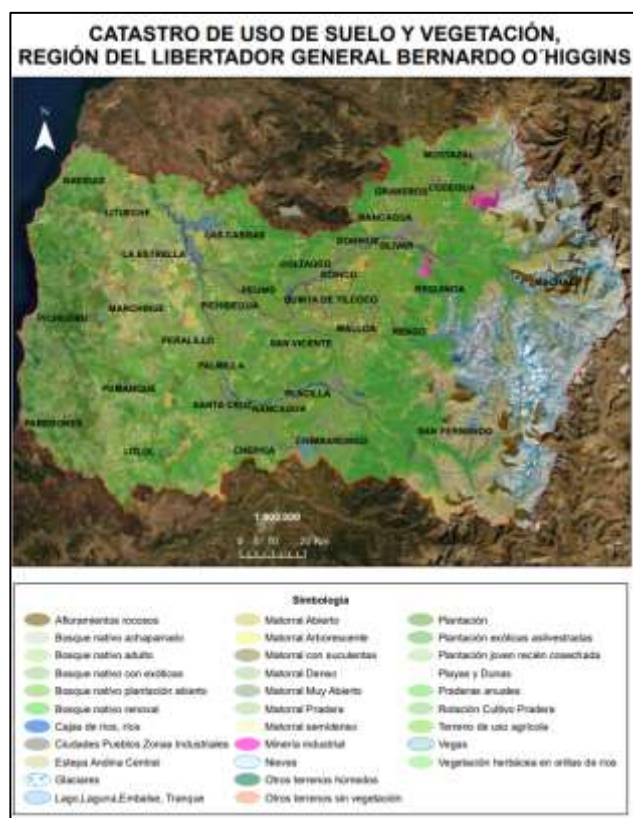 CATASTRO DE USO DE SUELO Y VEGETACIÓN,
REGIÓN DEL LIBERTADOR GENERAL BERNARDO O´HIGGINS
N
MOSTAZAL
NAVIDAD
GRANEROS CODEGUA
LITUECHE
RANCAGUA
LAS CABRAS
DOÑIHUE OLIVAR
LA ESTRELLA
COLTAUCO
COINCO
MACHALI
PEUMO
REQUINOA
MARCHIHUE
PICHIDEGUA
QUINTA DE TILCOCO
PICHILEMU
MALLOA
RENGO
PERALILLO
SAN VICENTE
PALMILLA
PUMANQUE
PLACILLA
SANTA CRUZ
NANCAGUA
PAREDONES
SAN FERNANDO
CHIMBARONGO
LOLOL
CHEPICA
20 Km
Simbología
Afloramientos rocosos
Bosque nativo achaparrado
Bosque nativo adulto
Bosque nativo con exóticas
Bosque nativo plantación abierto
Bosque nativo renoval
Cajas de ríos, ríos
Ciudades Pueblos Zonas Industriales
Estepa Andina Central
Glaciares
Lago,Laguna,Embalse, Tranque
Matorral Abierto
Matorral Arborescente
Matorral con suculentas
Matorral Denso
Matorral Muy Abierto
Matorral Pradera
Matorral semidenso
Minería industrial
Nieves
Otros terrenos húmedos
Otros terrenos sin vegetación
Plantación
Plantación exóticas asilvestradas
Plantación joven recién cosechada
Playas y Dunas
Praderas anuales
Rotación Cultivo Pradera
Terreno de uso agrícola
Vegas
Vegetación herbácea en orillas de ríos